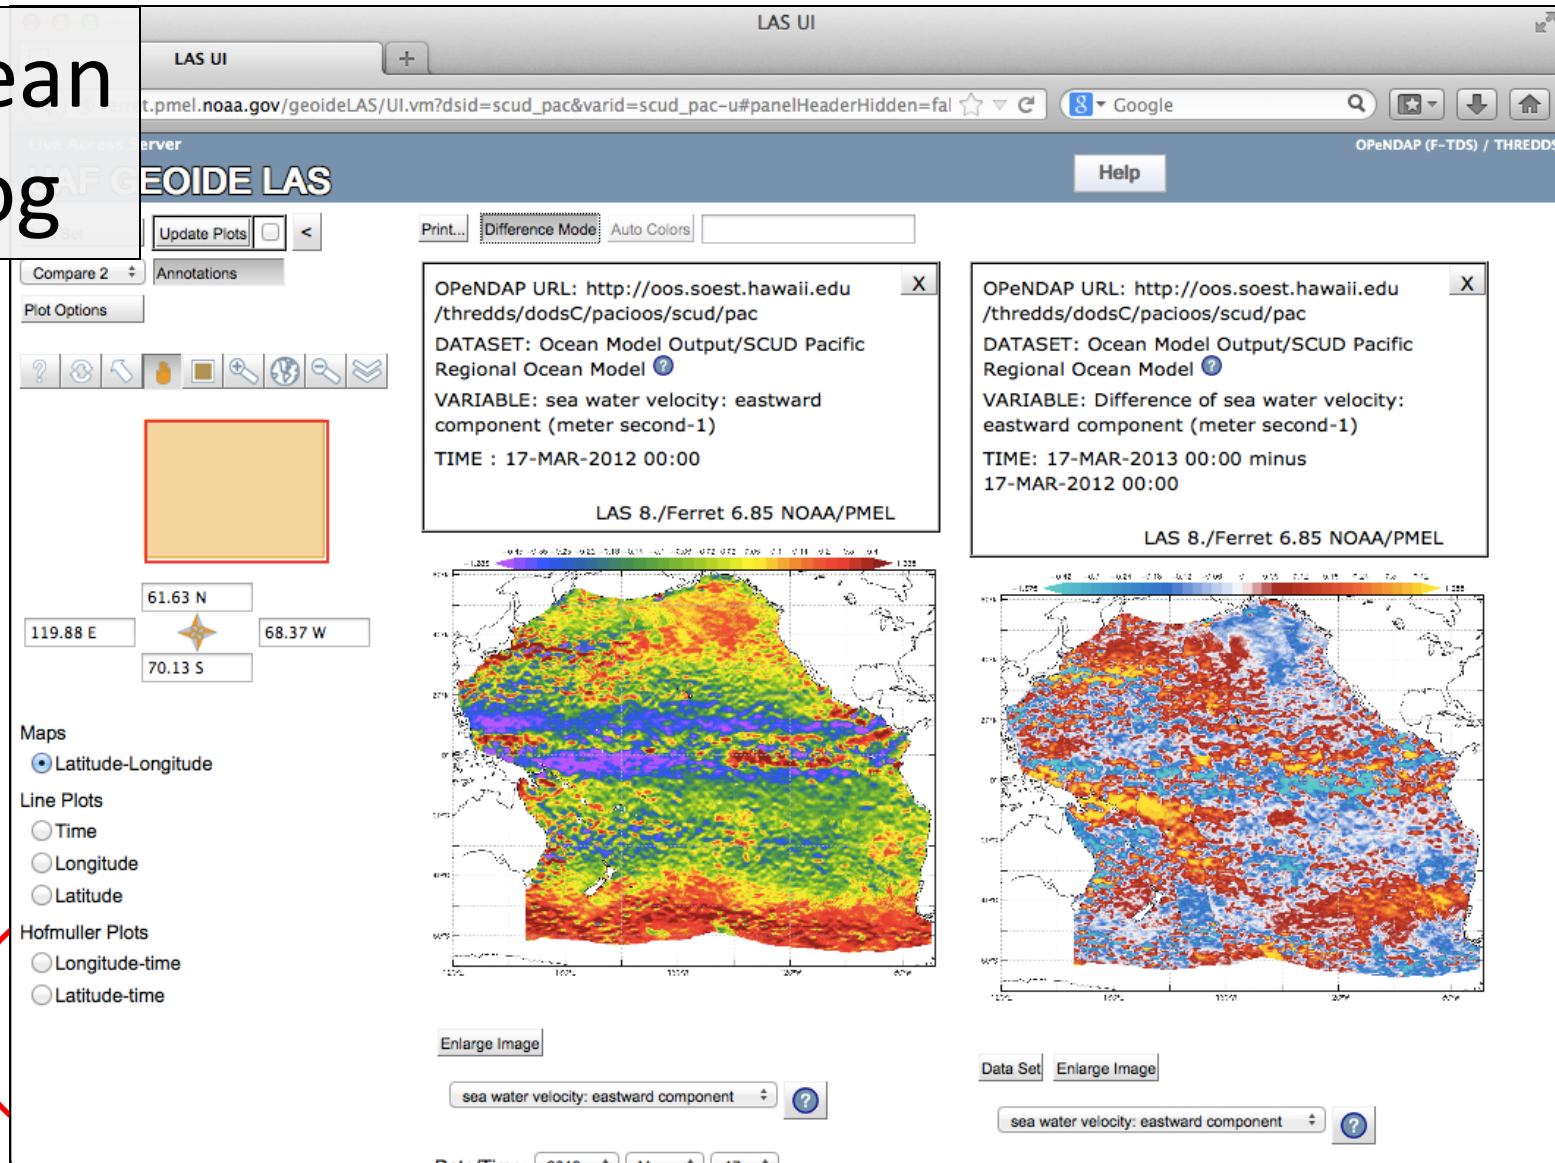 LAS UI
LAS UI
ean
og
t.pmel.noaa.gov/geoideLAS/UI.vm?dsid=scud_pac&varid=scud_pac-u#panelHeaderHidden=fal
Google
Live Access Server
OPeNDAP (F-TDS) / THREDDS
UAF GEOIDE LAS
Help
Update Plots
<
Print...
Difference Mode
Auto Colors
Compare 2
Annotations
Plot Options
61.63 N
119.88 E
68.37 W
70.13 S
Maps
Latitude-Longitude
Line Plots
Time
Longitude
Latitude
Hofmuller Plots
Longitude-time
Latitude-time
X
OPeNDAP URL: http://oos.soest.hawaii.edu
/thredds/dodsC/pacioos/scud/pac
DATASET: Ocean Model Output/SCUD Pacific
Regional Ocean Model
VARIABLE: sea water velocity: eastward
component (meter second-1)
TIME : 17-MAR-2012 00:00
LAS 8./Ferret 6.85 NOAA/PMEL
Enlarge Image
sea water velocity: eastward component
X
OPeNDAP URL: http://oos.soest.hawaii.edu
/thredds/dodsC/pacioos/scud/pac
DATASET: Ocean Model Output/SCUD Pacific
Regional Ocean Model
VARIABLE: Difference of sea water velocity:
eastward component (meter second-1)
TIME: 17-MAR-2013 00:00 minus
17-MAR-2012 00:00
LAS 8./Ferret 6.85 NOAA/PMEL
Data Set
Enlarge Image
sea water velocity: eastward component